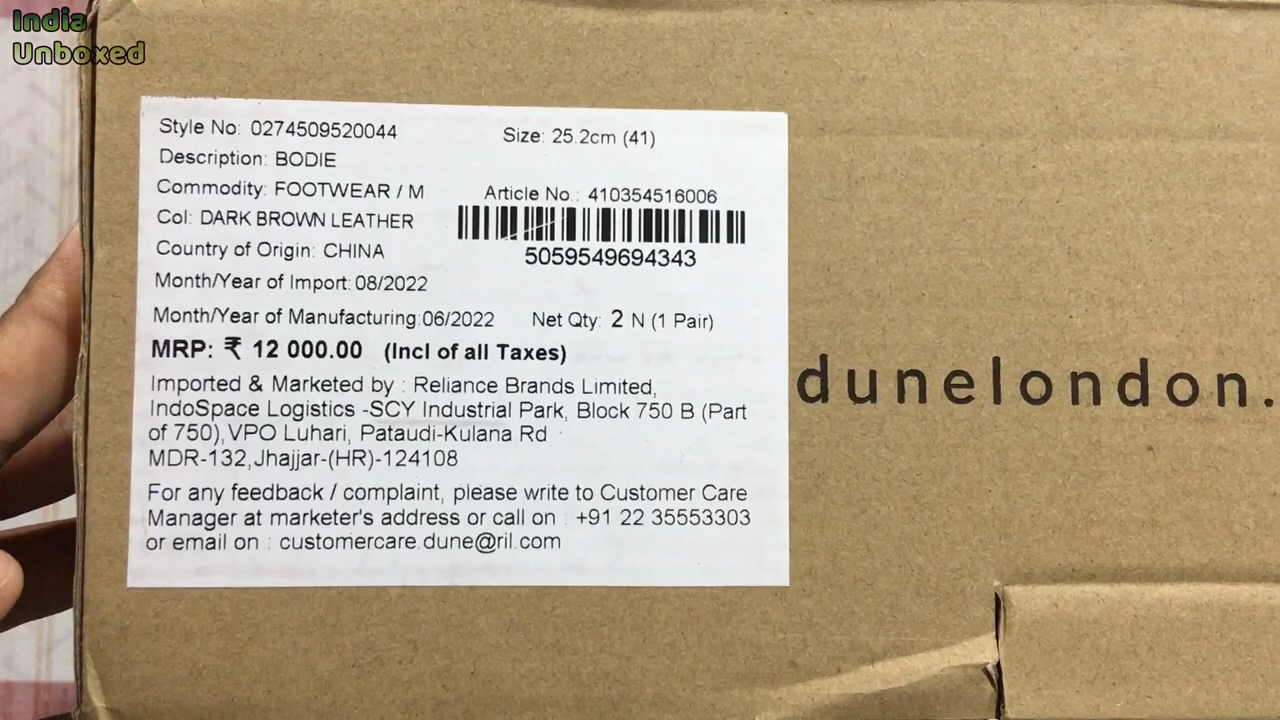 India
Unboxed
Style No: 0274509520044
Size: 25.2cm (41)
Description: BODIE
Commodity: FOOTWEAR / M
Article No.: 410354516006
Col: DARK BROWN LEATHER
5059549694343
Country of Origin: CHINA
Month/Year of Import: 08/2022
Month/Year of Manufacturing:06/2022
Net Qty: 2 N (1 Pair)
MRP: ₹ 12 000.00 (Incl of all Taxes)
Imported & Marketed by : Reliance Brands Limited,
IndoSpace Logistics -SCY Industrial Park, Block 750 B (Part
of 750),VPO Luhari, Pataudi-Kulana Rd
MDR-132,Jhajjar-(HR)-124108
For any feedback / complaint, please write to Customer Care
Manager at marketer's address or call on : +91 22 35553303
or email on : customercare.dune@ril.com
dunelondon.